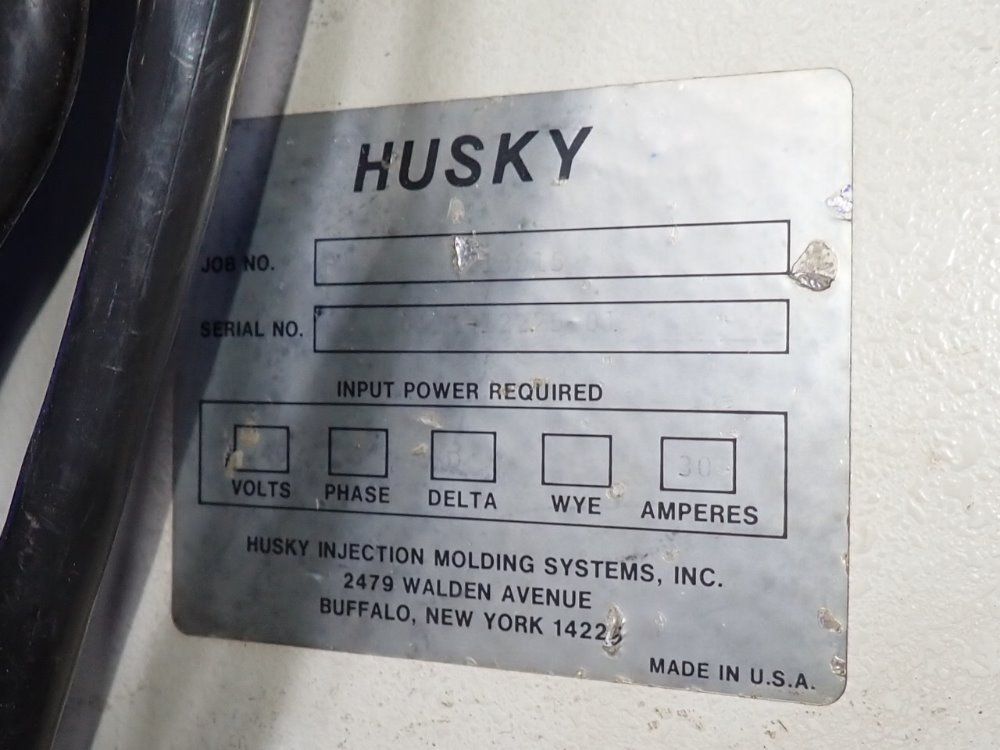 HUSKY
JOB NO.
SERIAL NO.
INPUT POWER REQUIRED
30
VOLTS PHASE DELTA WYE AMPERES
HUSKY INJECTION MOLDING SYSTEMS, INC.
2479 WALDEN AVENUE
BUFFALO, NEW YORK
MADE IN U.S.A.